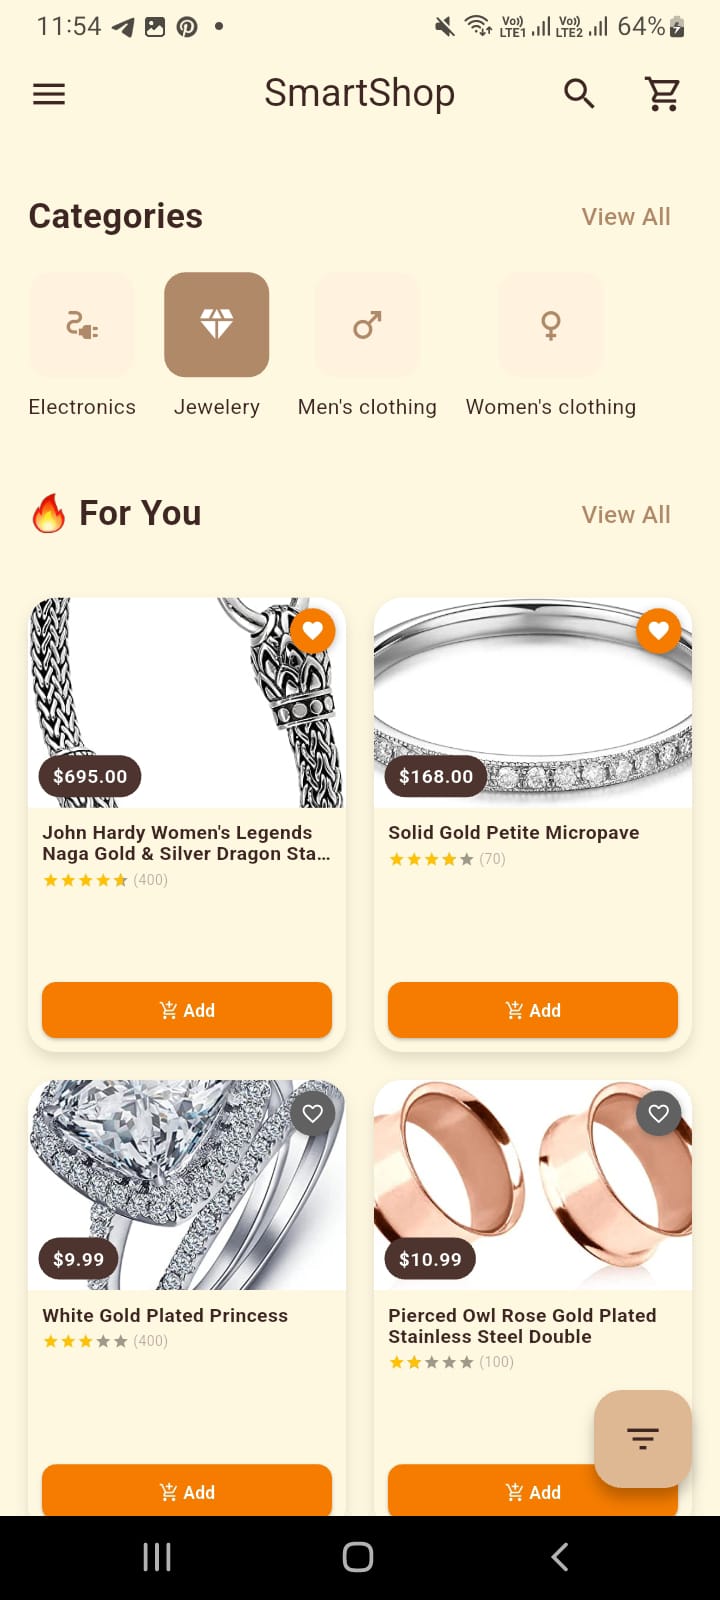 11:54
Vo)) LTE1
Vo)) LTE2
64%
SmartShop
Categories
View All
Electronics
Jewelery
Men's clothing
Women's clothing
🔥 For You
View All
$695.00
John Hardy Women's Legends
Naga Gold & Silver Dragon Sta…
(400)
Add
$168.00
Solid Gold Petite Micropave
(70)
Add
$9.99
White Gold Plated Princess
(400)
Add
$10.99
Pierced Owl Rose Gold Plated
Stainless Steel Double
(100)
Add